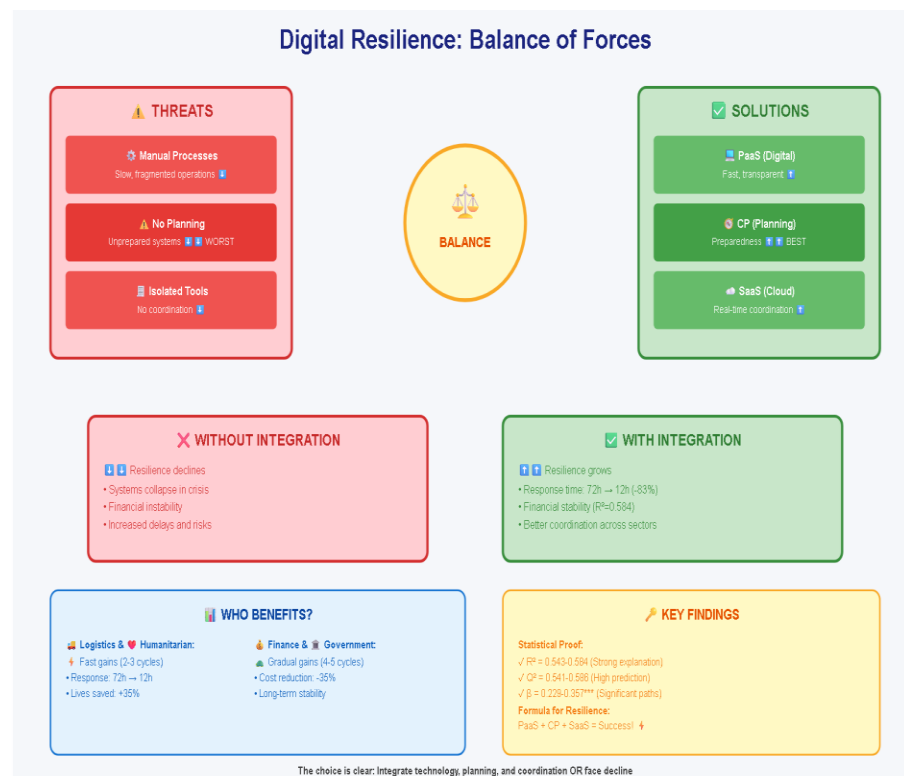 Digital Resilience: Balance of Forces
⚠️ THREATS
⚙️ Manual Processes
Slow, fragmented operations ⬇️
⚠️ No Planning
Unprepared systems ⬇️⬇️ WORST
Isolated Tools
No coordination ⬇️
⚖️
BALANCE
✅ SOLUTIONS
💻 PaaS (Digital)
Fast, transparent ⬆️
🎯 CP (Planning)
Preparedness ⬆️⬆️ BEST
☁️ SaaS (Cloud)
Real-time coordination ⬆️
❌ WITHOUT INTEGRATION
⬇️⬇️ Resilience declines
• Systems collapse in crisis
• Financial instability
• Increased delays and risks
✅ WITH INTEGRATION
⬆️⬆️ Resilience grows
• Response time: 72h → 12h (-83%)
• Financial stability (R²=0.584)
• Better coordination across sectors
📊 WHO BENEFITS?
🚚 Logistics & ❤️ Humanitarian:
⚡ Fast gains (2-3 cycles)
• Response: 72h → 12h
• Lives saved: +35%
💰 Finance & 🏛️ Government:
Gradual gains (4-5 cycles)
• Cost reduction: -35%
• Long-term stability
🔑 KEY FINDINGS
Statistical Proof:
✓ R² = 0.543-0.584 (Strong explanation)
✓ Q² = 0.541-0.586 (High prediction)
✓ β = 0.229-0.357*** (Significant paths)
Formula for Resilience:
PaaS + CP + SaaS = Success! ⚡
The choice is clear: Integrate technology, planning, and coordination OR face decline